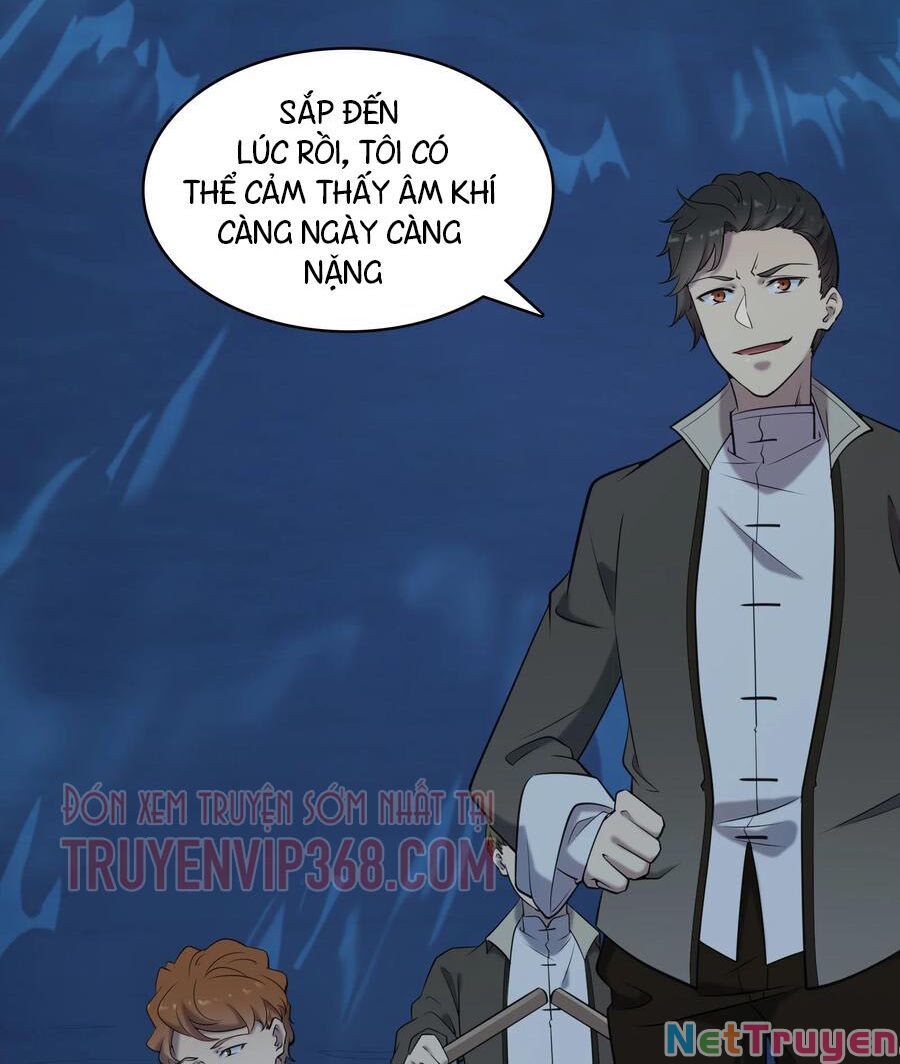 SẮP ĐẾN
LÚC RỒI, TÔI CÓ
THỂ CẢM THẤY ÂM KHÍ
CÀNG NGÀY CÀNG
NẶNG
ĐÓN XEM TRUYỆN SỚM NHẤT TẠI
TRUYENVIP368.COM
NetTruyen